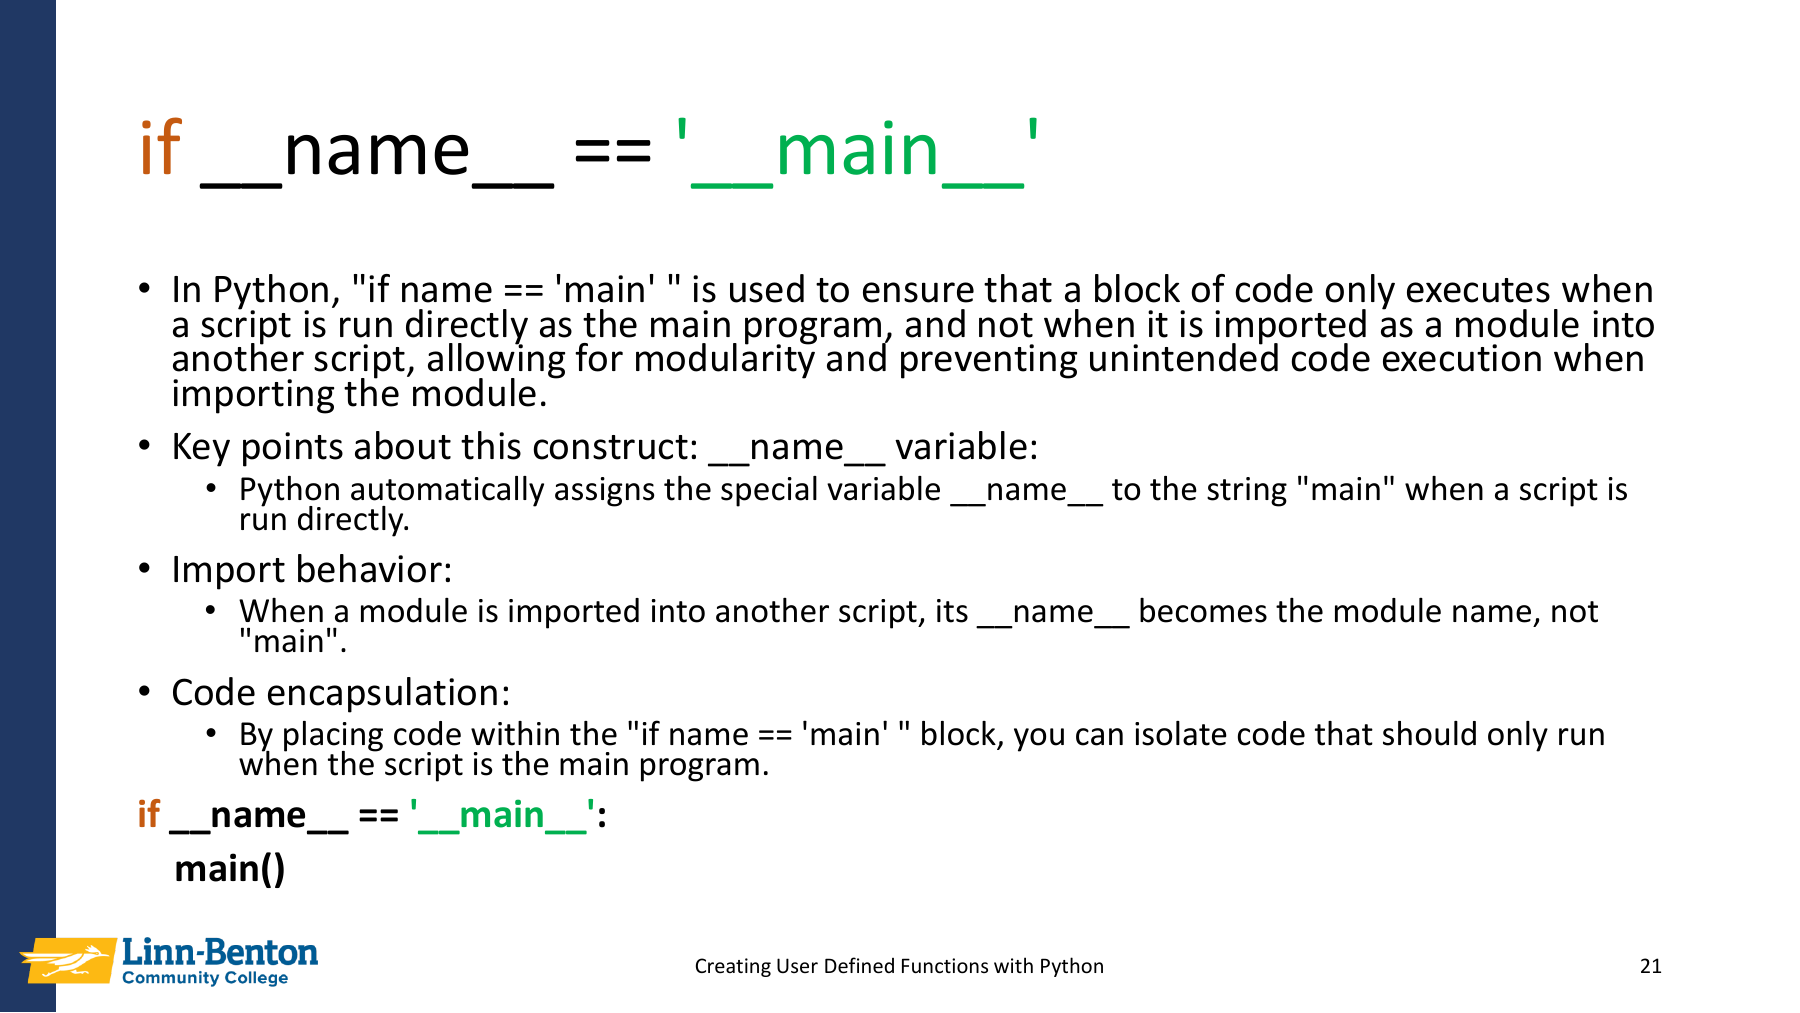 if __name__ == '__main__'
• In Python, "if name == 'main' " is used to ensure that a block of code only executes when
a script is run directly as the main program, and not when it is imported as a module into
another script, allowing for modularity and preventing unintended code execution when
importing the module.
• Key points about this construct: __name__ variable:
• Python automatically assigns the special variable __name__ to the string "main" when a script is
run directly.
• Import behavior:
• When a module is imported into another script, its __name__ becomes the module name, not
"main".
• Code encapsulation:
• By placing code within the "if name == 'main' " block, you can isolate code that should only run
when the script is the main program.
if __name__ == '__main__':
main()
Linn-Benton
Community College
Creating User Defined Functions with Python
21